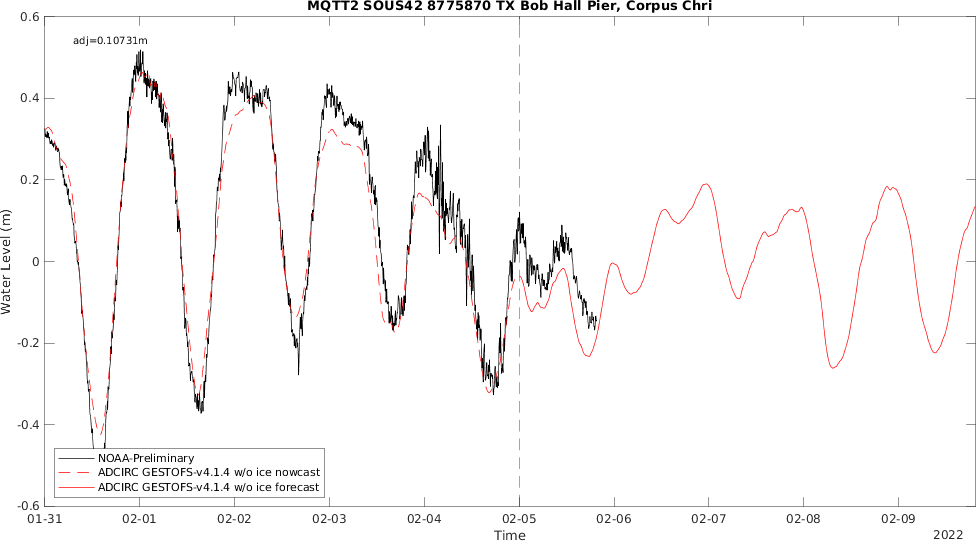 MQTT2 SOUS42 8775870 TX Bob Hall Pier, Corpus Chri
adj=0.10731m
0.6
0.4
0.2
0
-0.2
-0.4
-0.6
Water Level (m)
NOAA-Preliminary
ADCIRC GESTOFS-v4.1.4 w/o ice nowcast
ADCIRC GESTOFS-v4.1.4 w/o ice forecast
01-31 02-01 02-02 02-03 02-04 02-05 02-06 02-07 02-08 02-09
Time
2022